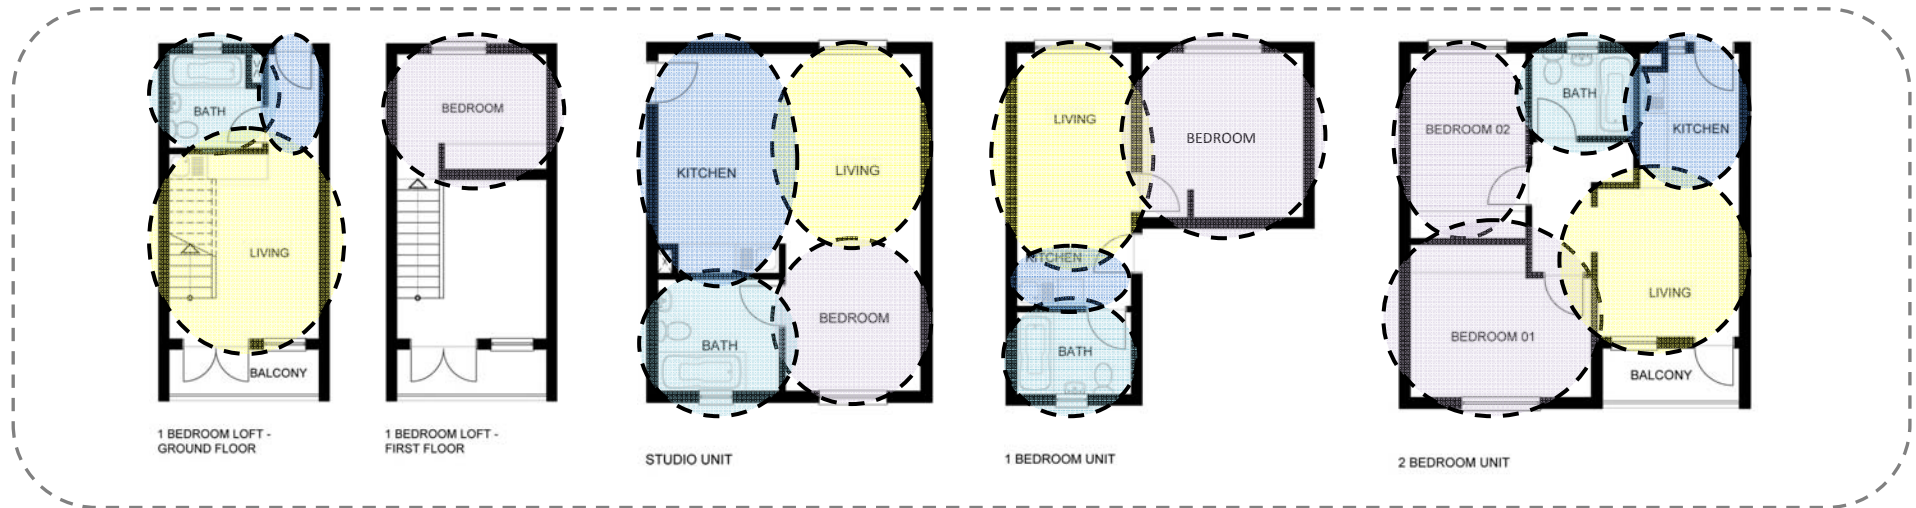 BATH
LIVING
BALCONY
1 BEDROOM LOFT -
GROUND FLOOR
BEDROOM
1 BEDROOM LOFT -
FIRST FLOOR
KITCHEN
LIVING
BATH
BEDROOM
STUDIO UNIT
LIVING
BEDROOM
KITCHEN
BATH
1 BEDROOM UNIT
BEDROOM 02
BATH
KITCHEN
LIVING
BEDROOM 01
BALCONY
2 BEDROOM UNIT